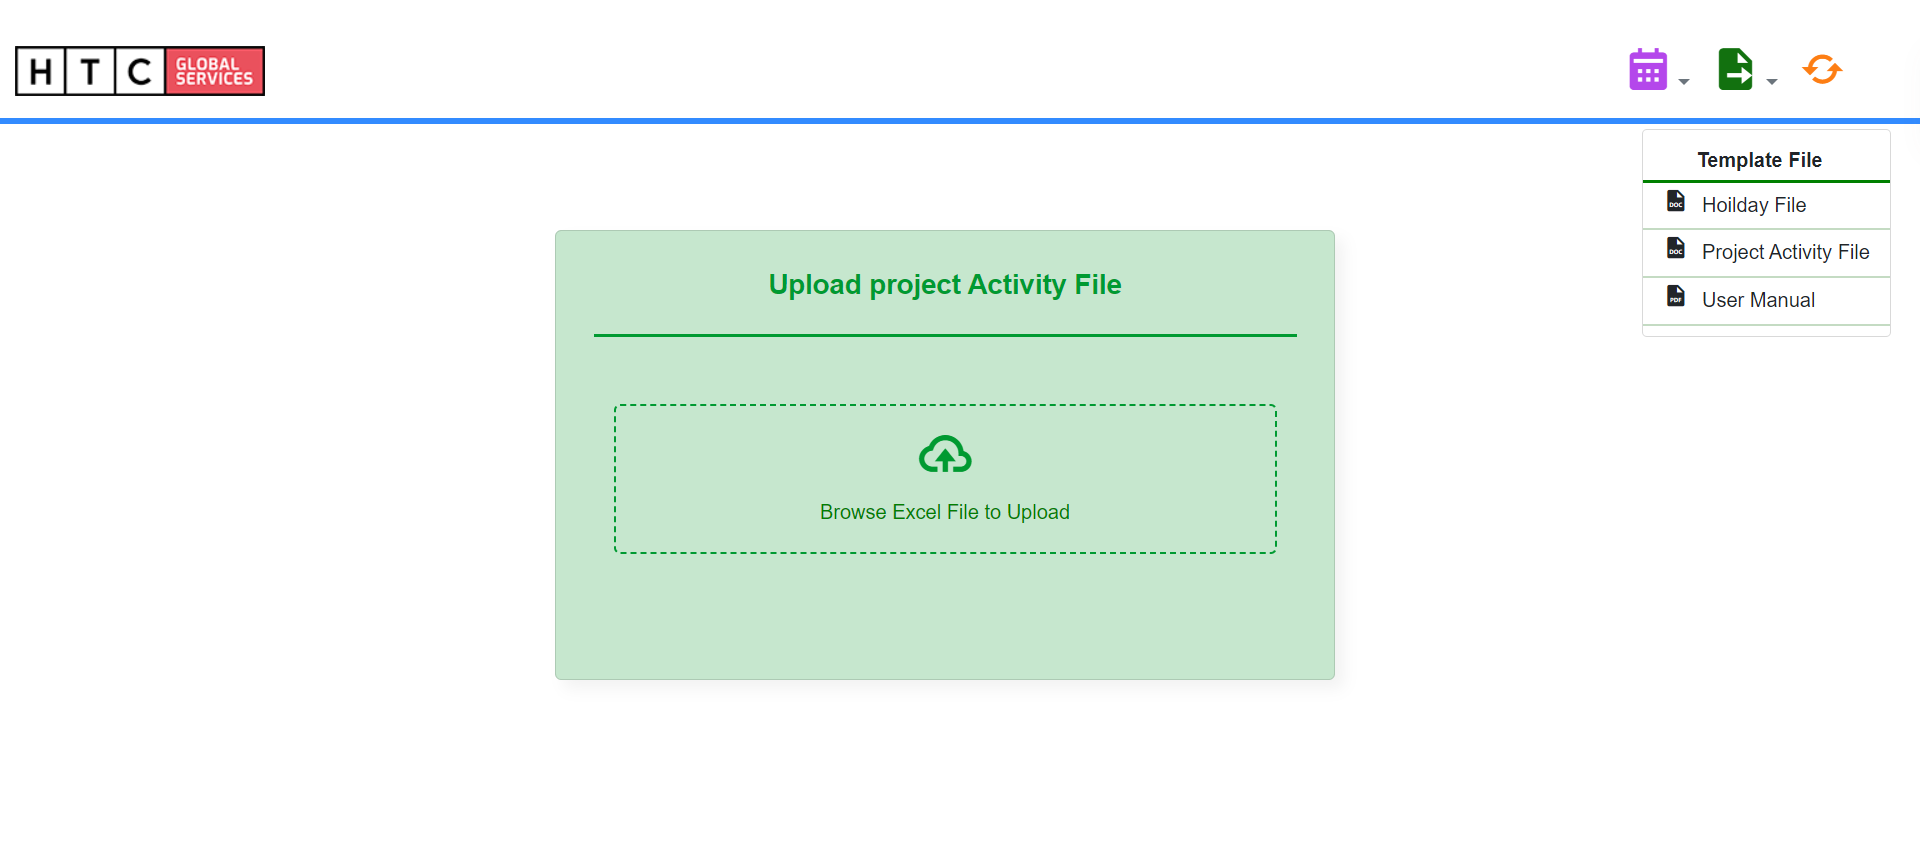 HTC GLOBAL
SERVICES
Template File
DOC Hoilday File
DOC Project Activity File
PDF User Manual
Upload project Activity File
Browse Excel File to Upload